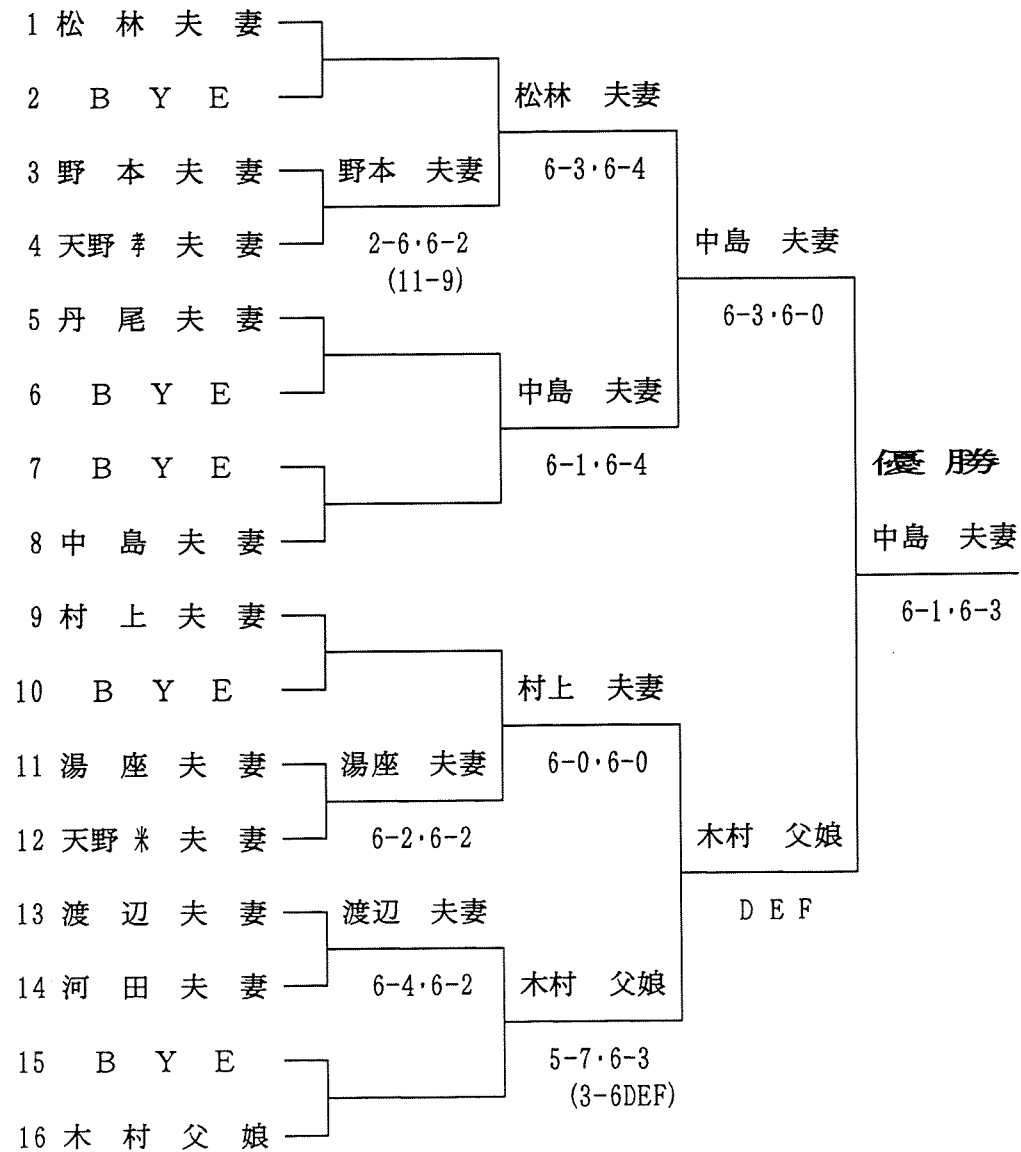 1 松 林 夫 妻
2 B Y E
松林 夫妻
3 野 本 夫 妻
野本 夫妻
6-3・6-4
4 天野 孝 夫 妻
2-6・6-2
(11-9)
中島 夫妻
5 丹 尾 夫 妻
6-3・6-0
6 B Y E
中島 夫妻
7 B Y E
6-1・6-4
優勝
8 中 島 夫 妻
中島 夫妻
9 村 上 夫 妻
6-1・6-3
10 B Y E
村上 夫妻
11 湯 座 夫 妻
湯座 夫妻
6-0・6-0
12 天野 米 夫 妻
6-2・6-2
木村 父娘
13 渡 辺 夫 妻
渡辺 夫妻
D E F
14 河 田 夫 妻
6-4・6-2
木村 父娘
15 B Y E
5-7・6-3
(3-6DEF)
16 木 村 父 娘